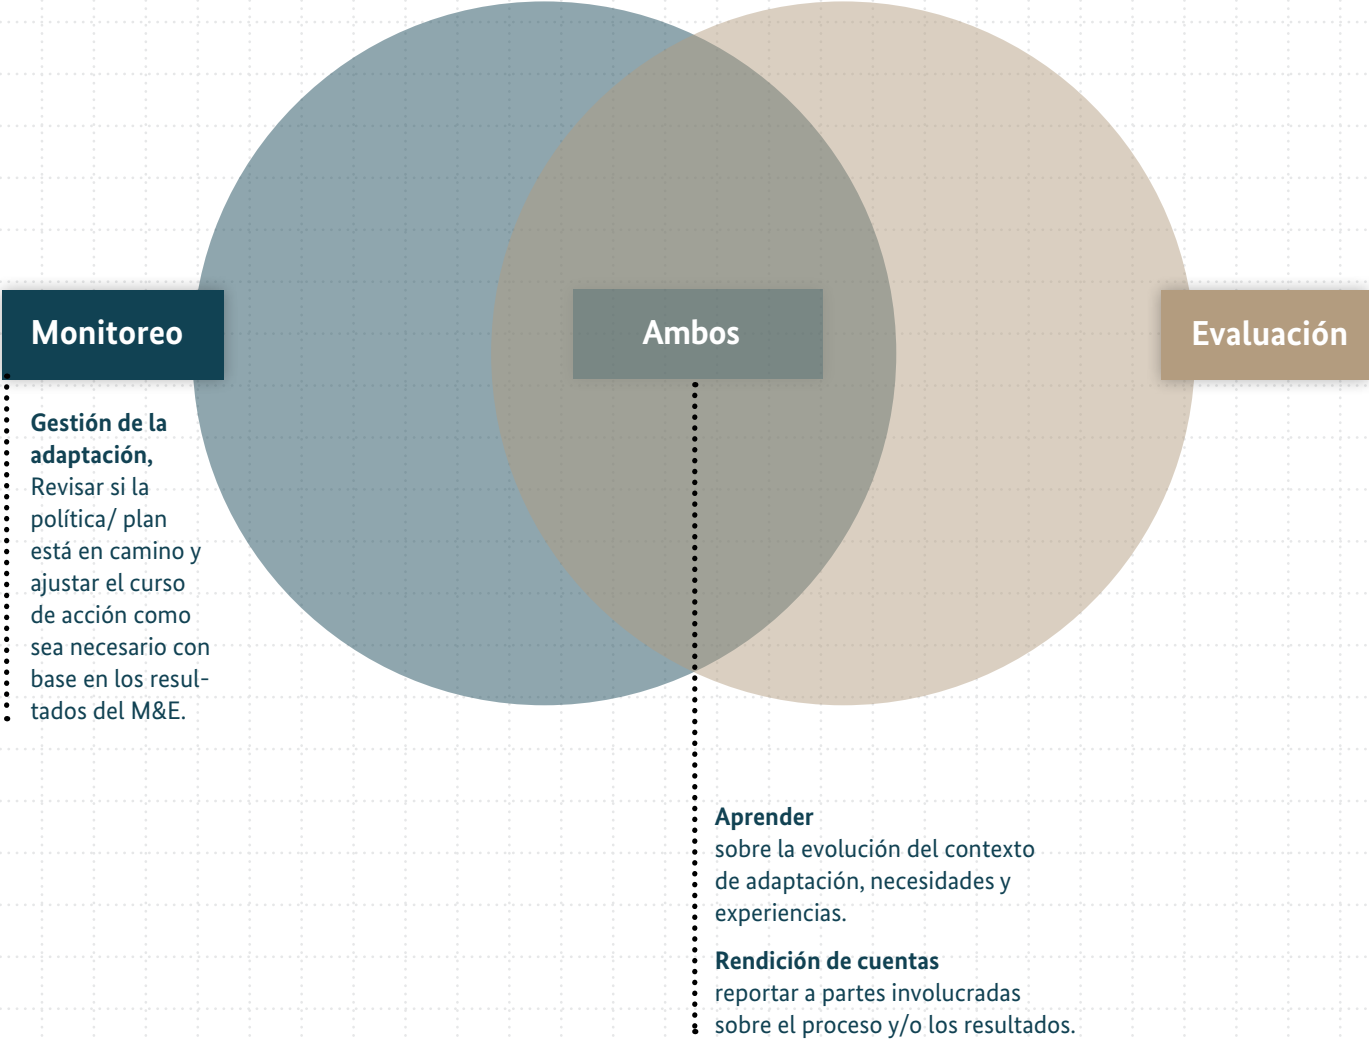 Monitoreo
Ambos
Evaluación
Gestión de la
adaptación,
Revisar si la
política/ plan
está en camino y
ajustar el curso
de acción como
sea necesario con
base en los resul-
tados del M&E.
Aprender
sobre la evolución del contexto
de adaptación, necesidades y
experiencias.
Rendición de cuentas
reportar a partes involucradas
sobre el proceso y/o los resultados.